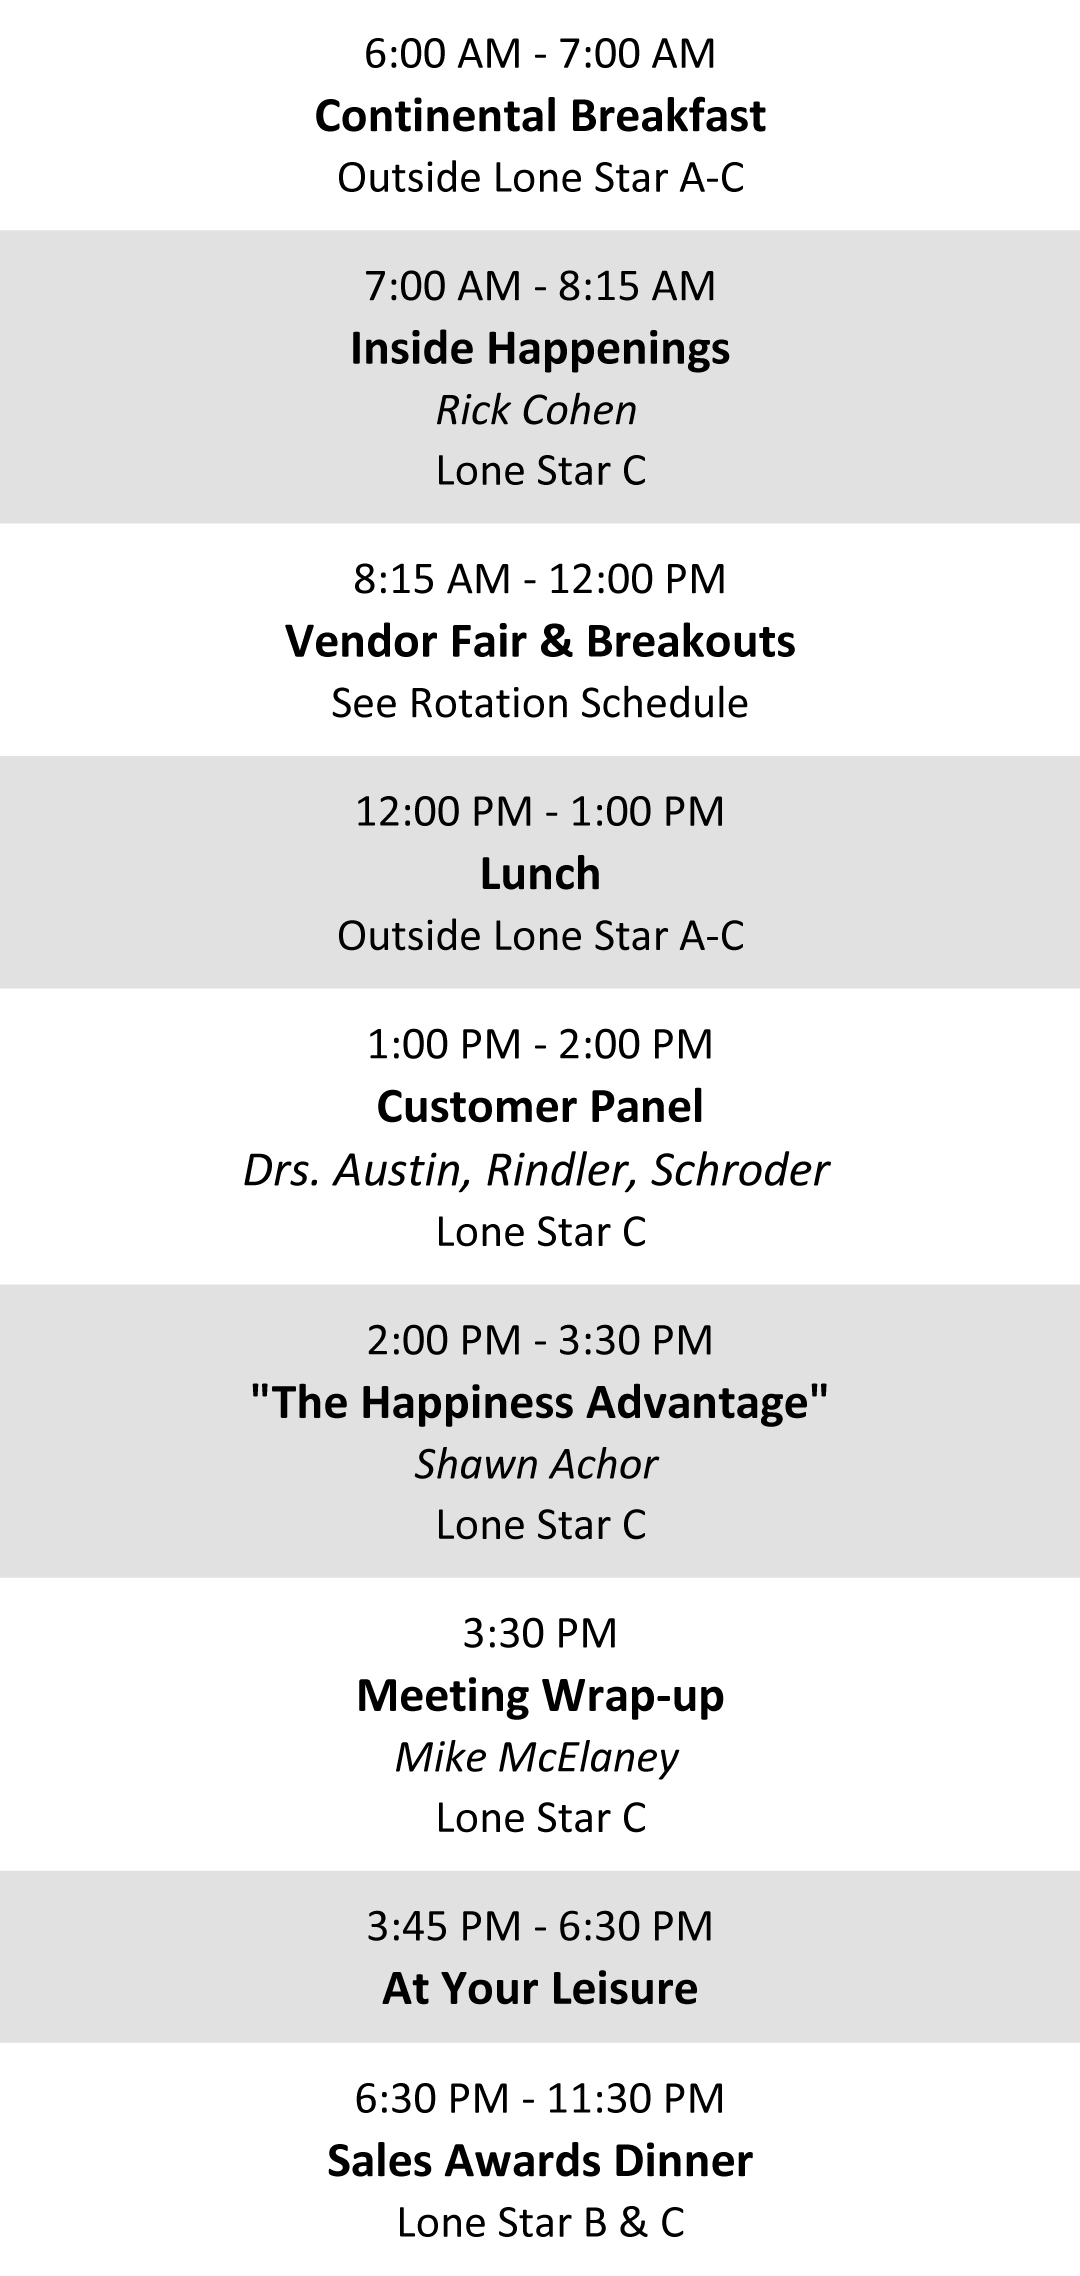 6:00 AM - 7:00 AM
Continental Breakfast
Outside Lone Star A-C
7:00 AM - 8:15 AM
Inside Happenings
Rick Cohen
Lone Star C
8:15 AM - 12:00 PM
Vendor Fair & Breakouts
See Rotation Schedule
12:00 PM - 1:00 PM
Lunch
Outside Lone Star A-C
1:00 PM - 2:00 PM
Customer Panel
Drs. Austin, Rindler, Schroder
Lone Star C
2:00 PM - 3:30 PM
"The Happiness Advantage"
Shawn Achor
Lone Star C
3:30 PM
Meeting Wrap-up
Mike McElaney
Lone Star C
3:45 PM - 6:30 PM
At Your Leisure
6:30 PM - 11:30 PM
Sales Awards Dinner
Lone Star B & C